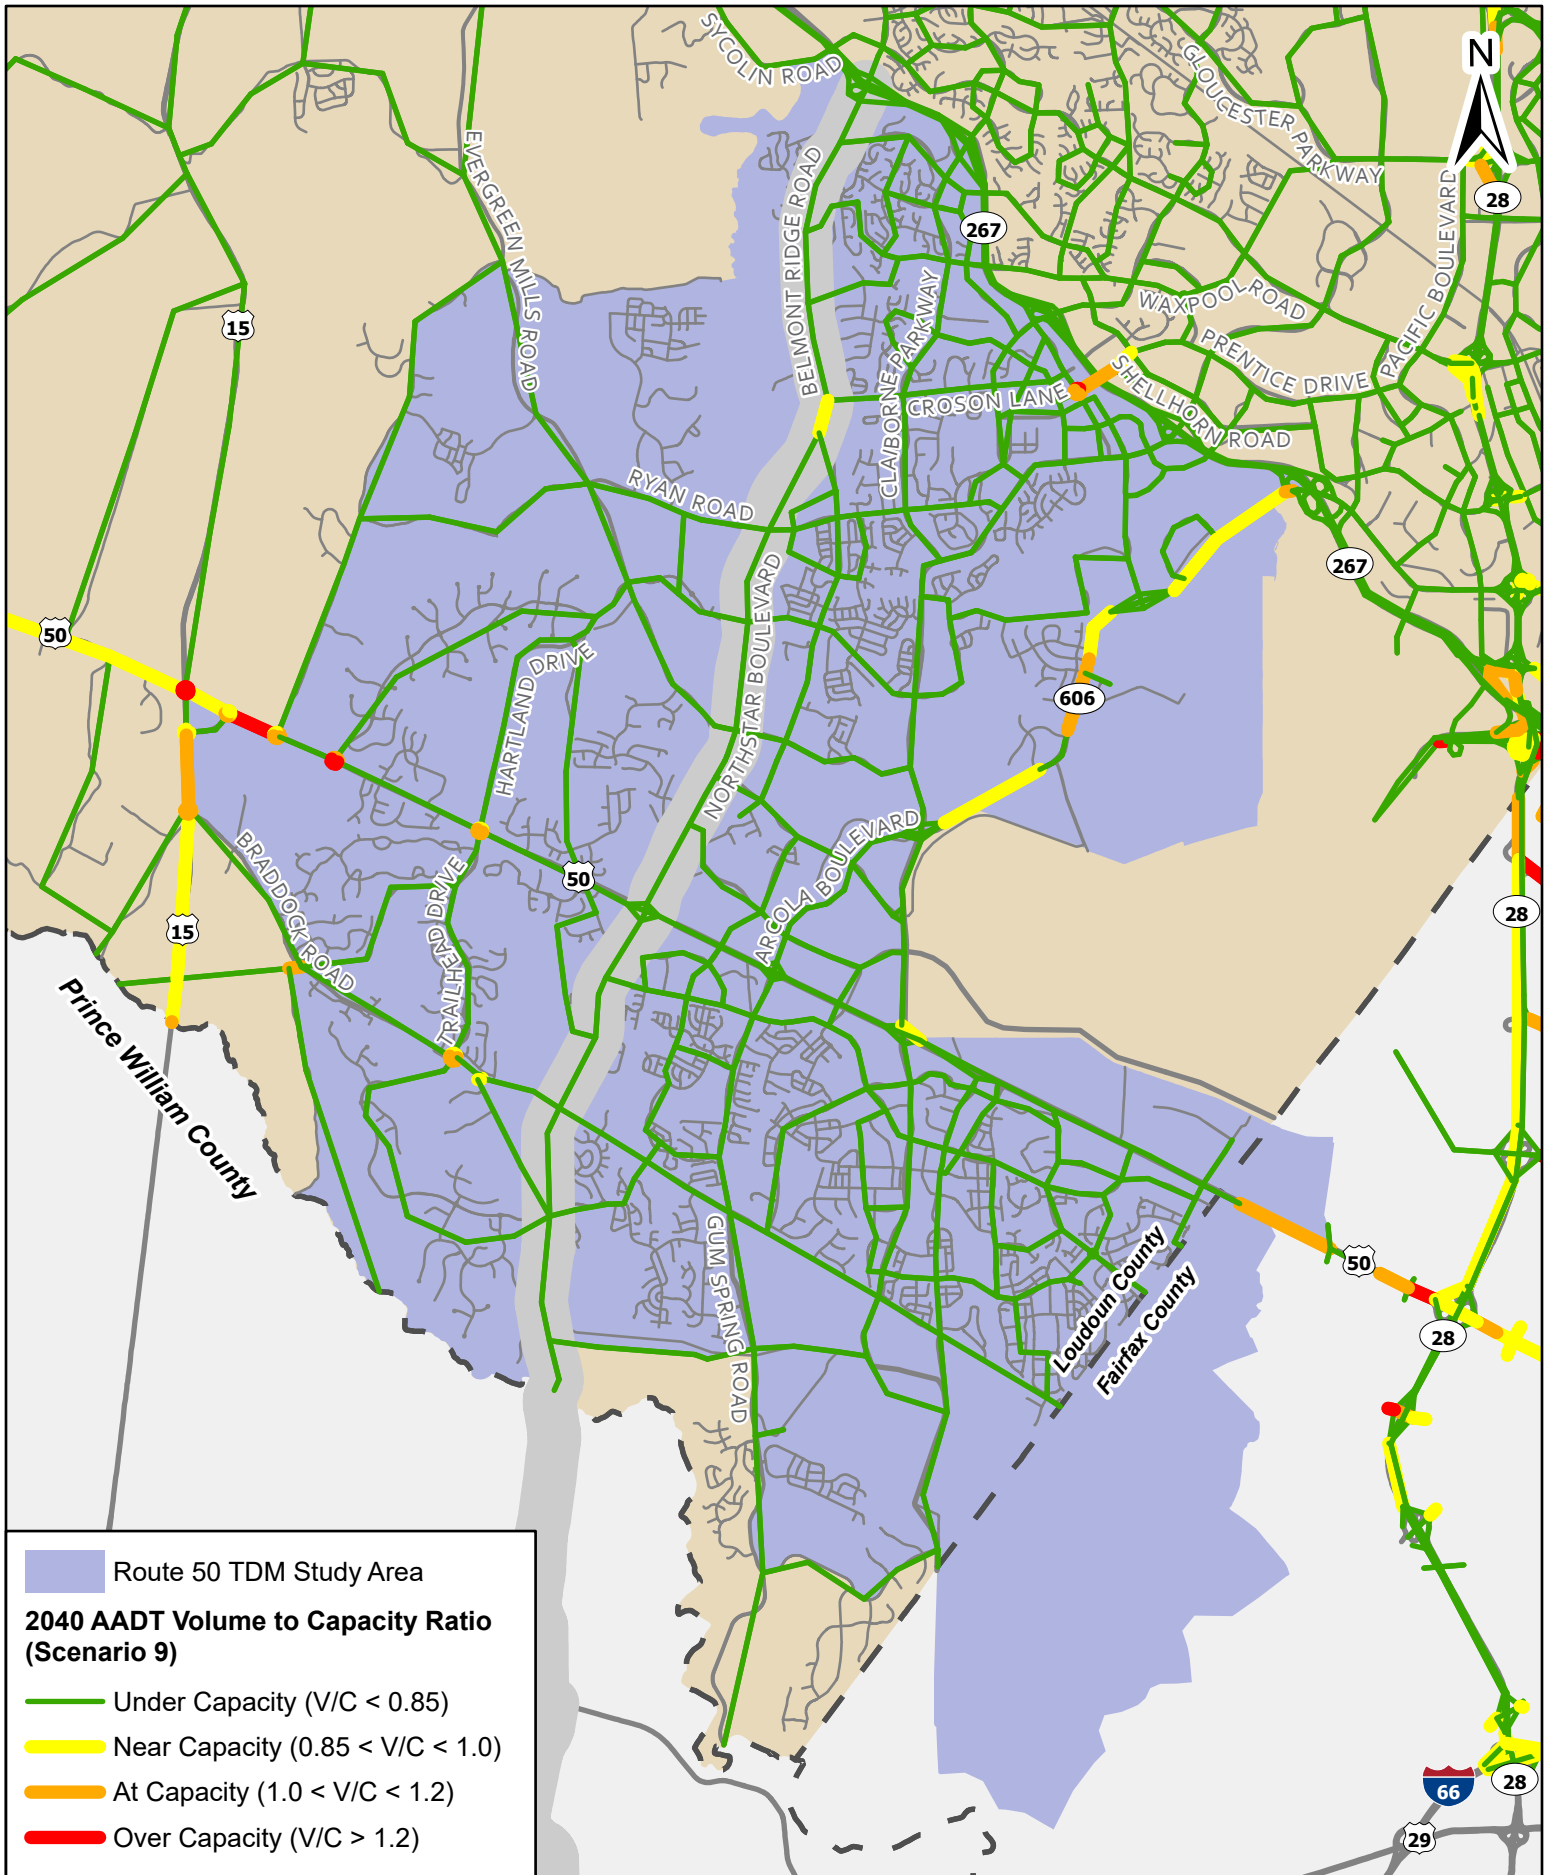 SYCOLIN ROAD
GLOUCESTER PARKWAY
N
28
EVERGREEN MILLS ROAD
BELMONT RIDGE ROAD
267
PACIFIC BOULEVARD
15
CLAIBORNE PARKWAY
WAXPOOL ROAD
PRENTICE DRIVE
SHELLHORN ROAD
CROSON LANE
RYAN ROAD
267
50
HARTLAND DRIVE
NORTHSTAR BOULEVARD
606
BRADDOCK ROAD
TRAILHEAD DRIVE
50
ARCOLA BOULEVARD
28
15
Prince William County
GUM SPRING ROAD
Loudoun County
Fairfax County
50
28
Route 50 TDM Study Area
2040 AADT Volume to Capacity Ratio
(Scenario 9)
Under Capacity (V/C < 0.85)
Near Capacity (0.85 < V/C < 1.0)
At Capacity (1.0 < V/C < 1.2)
Over Capacity (V/C > 1.2)
66
28
29